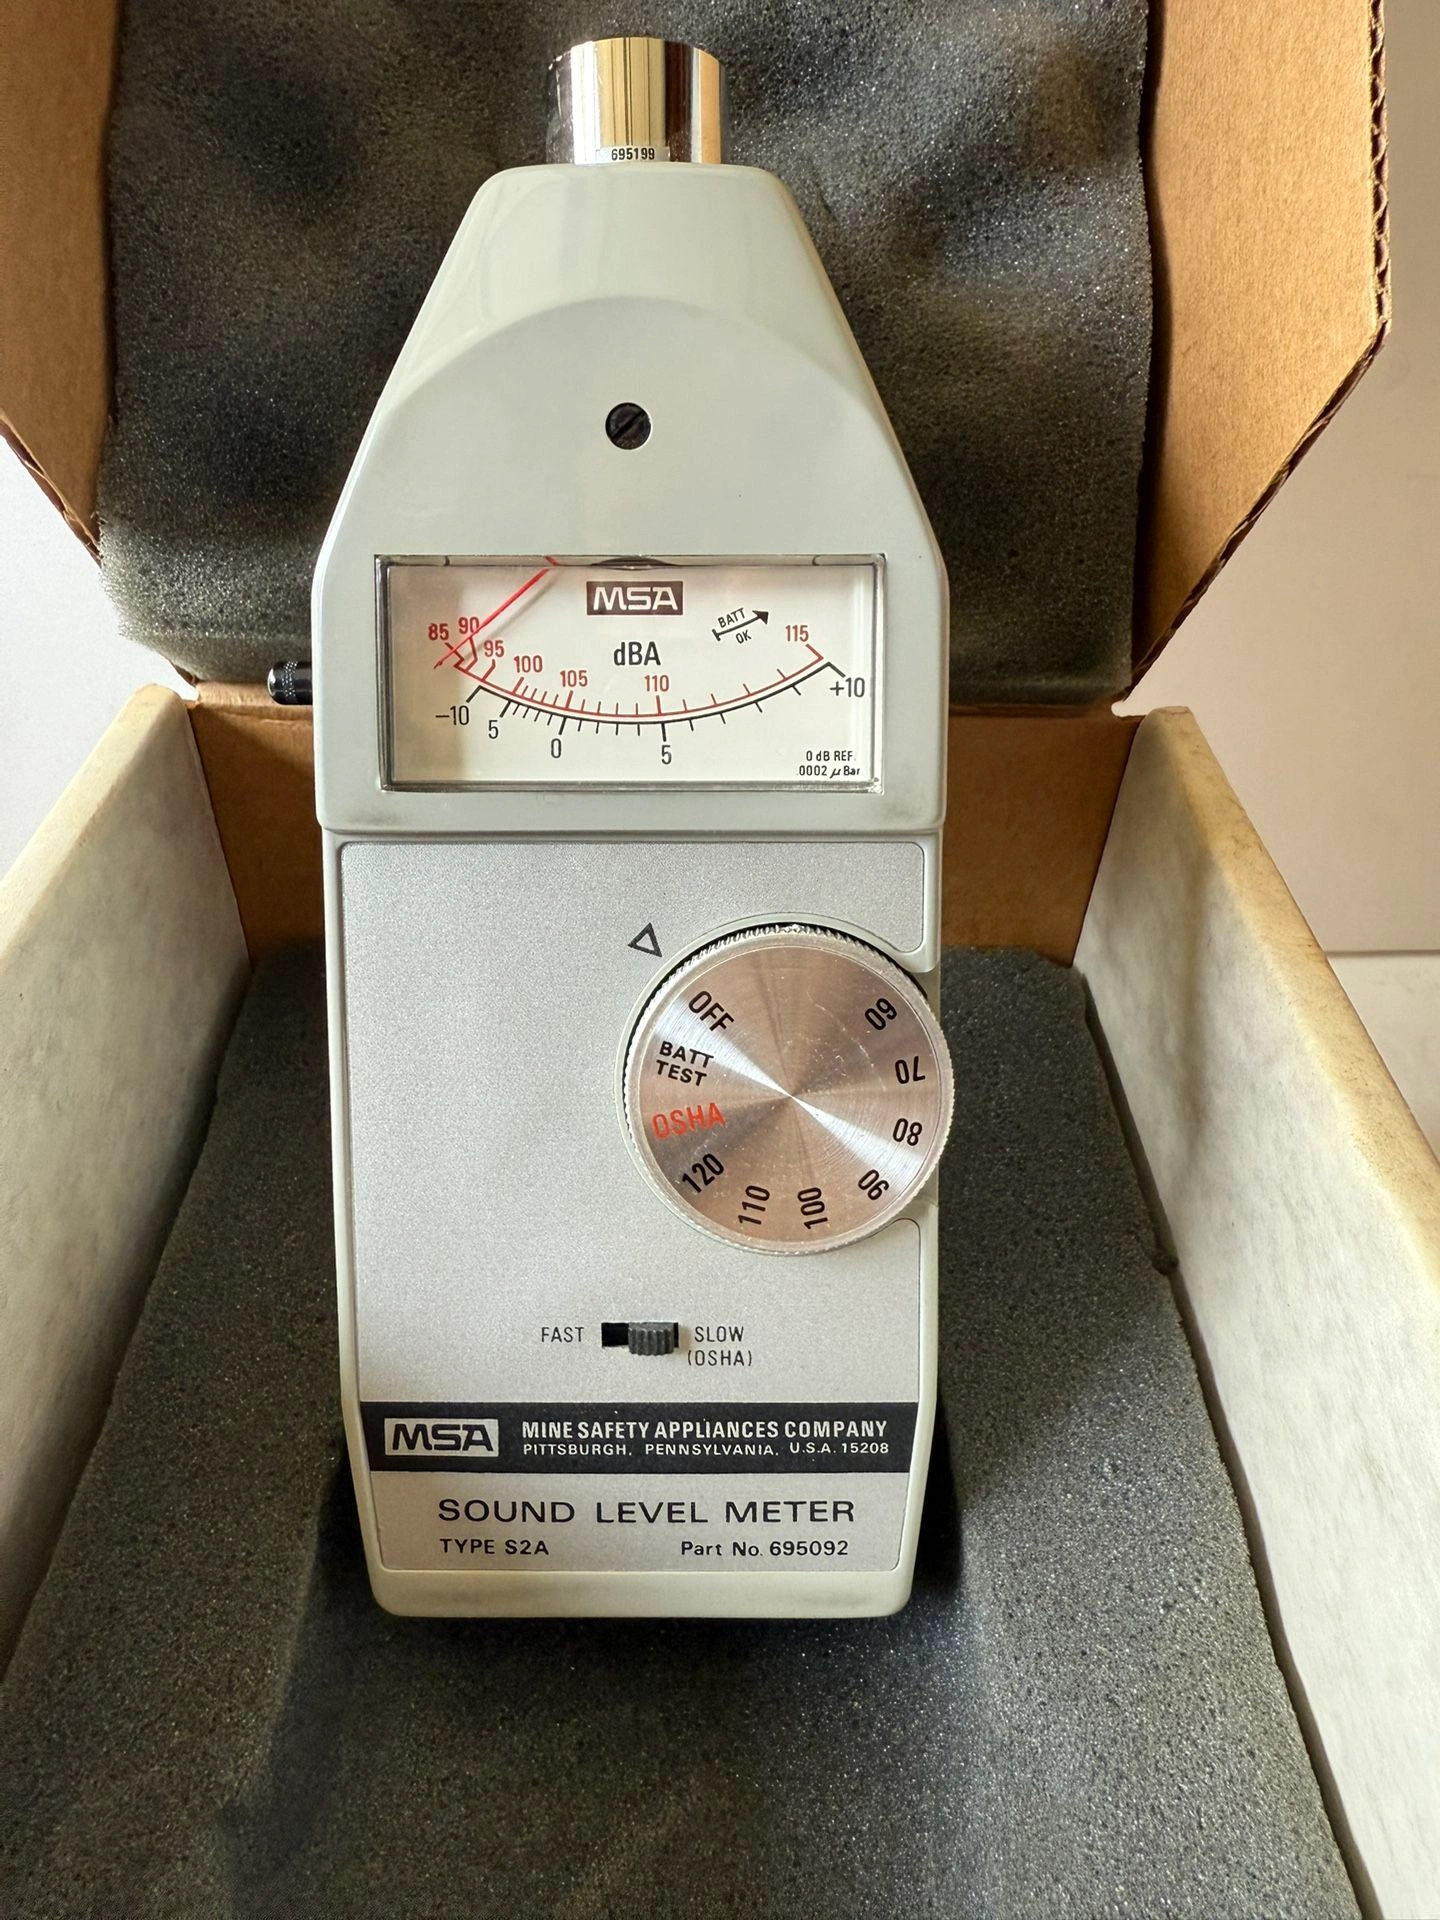 695199
MSA
BATT
OK
85 90 95 100 105 110 115
dBA
-10 5 0 5 +10
0 dB REF.
.0002 μBar
OFF
BATT
TEST
OSHA
120
110
100
90
80
70
60
FAST SLOW
(OSHA)
MSA MINE SAFETY APPLIANCES COMPANY
PITTSBURGH, PENNSYLVANIA, U.S.A. 15208
SOUND LEVEL METER
TYPE S2A Part No. 695092